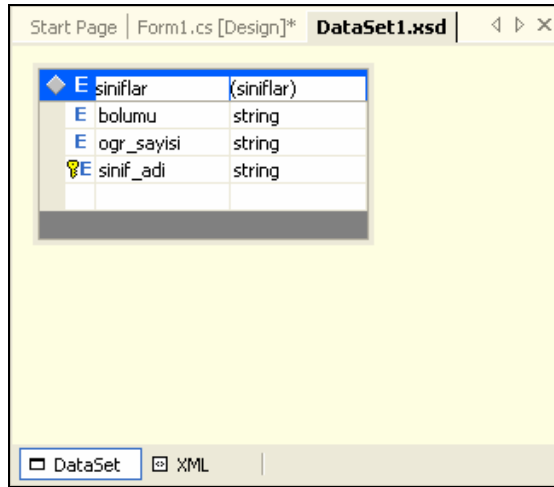 Start Page Form1.cs [Design]* DataSet1.xsd
E siniflar (siniflar)
E bolumu string
E ogr_sayisi string
E sinif_adi string
DataSet XML